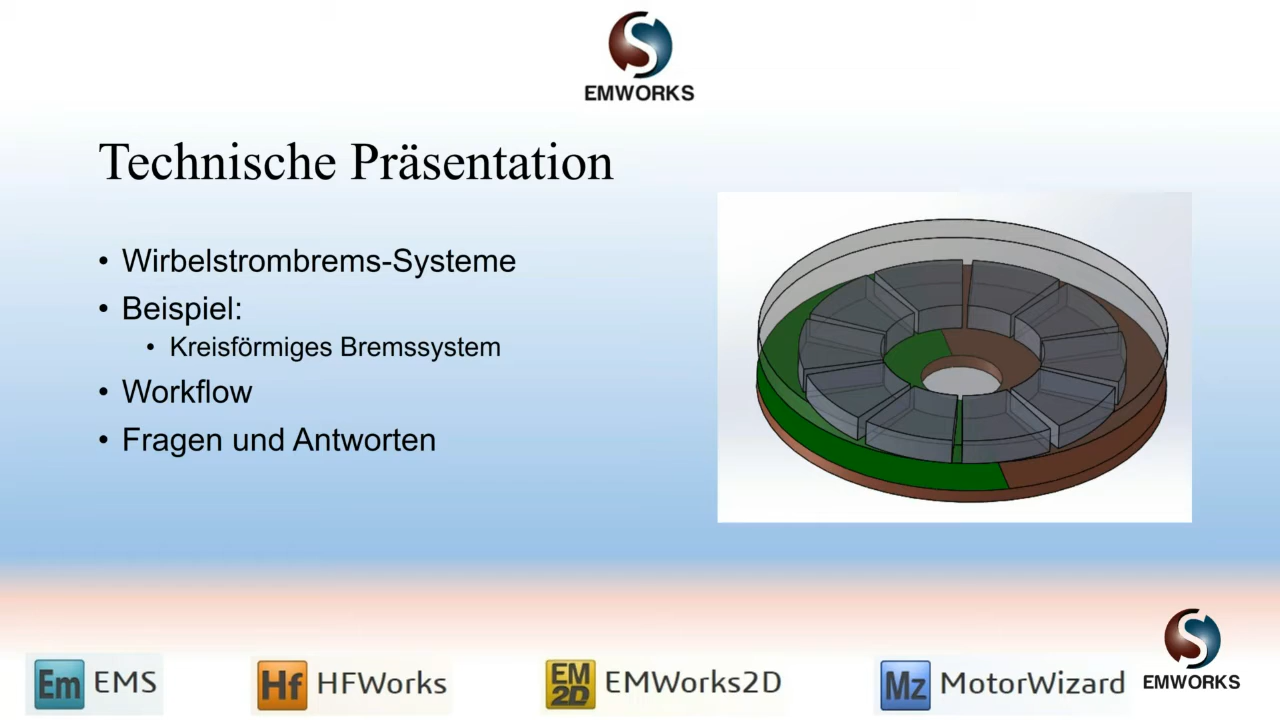 EMWORKS
Technische Präsentation
• Wirbelstrombrems-Systeme
• Beispiel:
• Kreisförmiges Bremssystem
• Workflow
• Fragen und Antworten
Em EMS
Hf HFWorks
EM 2D EMWorks2D
Mz MotorWizard
EMWORKS